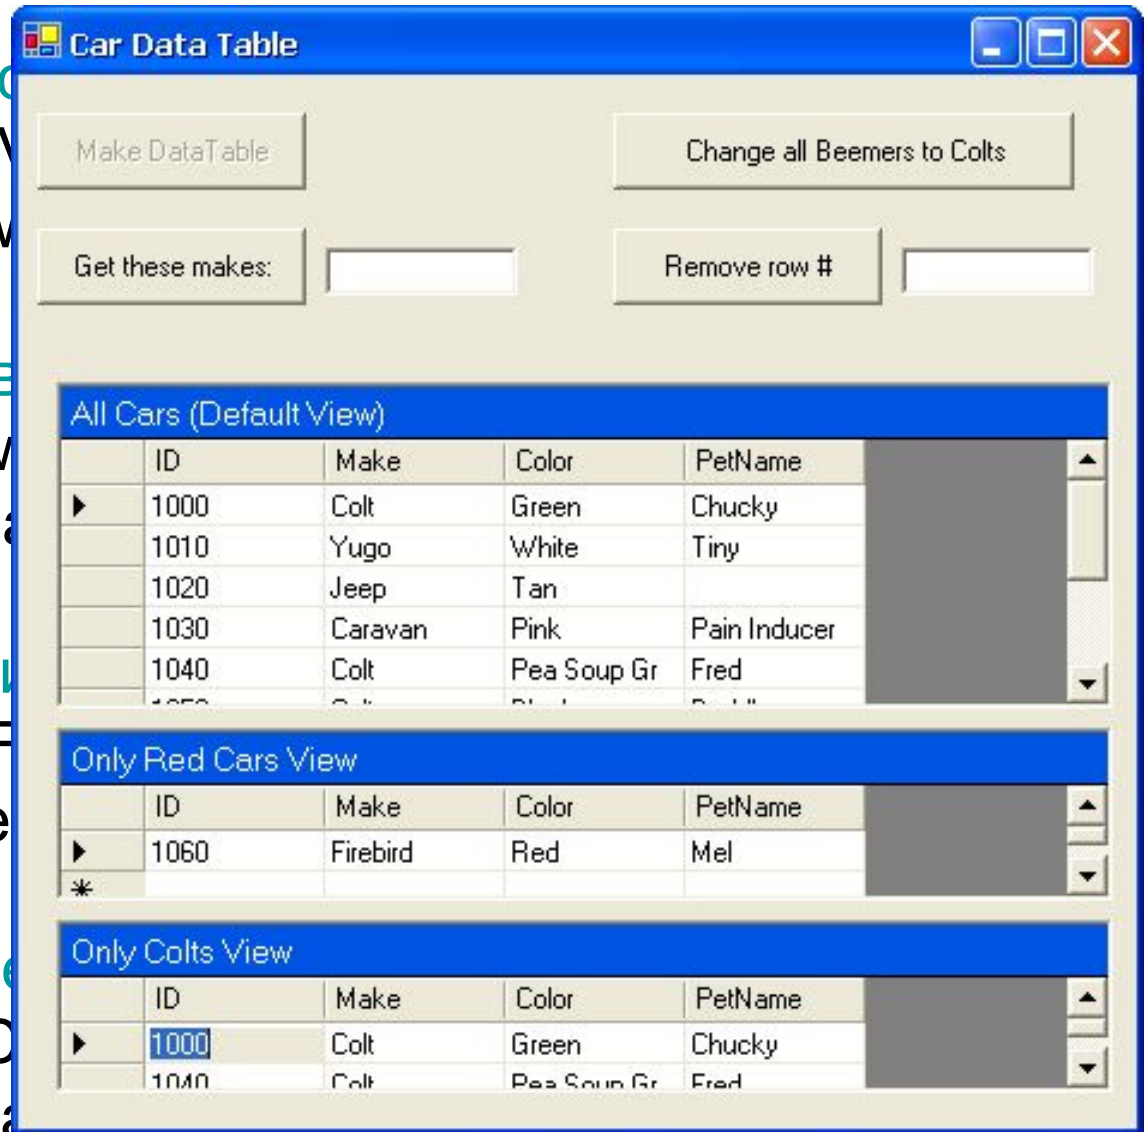 Car Data Table
Make DataTable
Change all Beemers to Colts
Get these makes:
Remove row #
All Cars (Default View)
ID Make Color PetName
1000 Colt Green Chucky
1010 Yugo White Tiny
1020 Jeep Tan
1030 Caravan Pink Pain Inducer
1040 Colt Pea Soup Gr Fred
Only Red Cars View
ID Make Color PetName
1060 Firebird Red Mel
Only Colts View
ID Make Color PetName
1000 Colt Green Chucky
1040 Colt Pea Soup Gr Fred